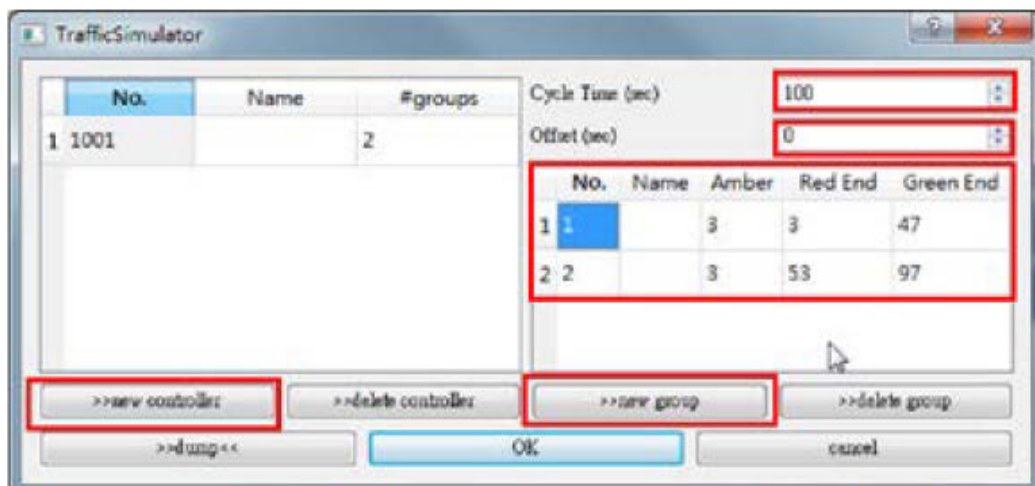 TrafficSimulator
No. Name #groups
1 1001 2
Cycle Time (sec) 100
Offset (sec) 0
No. Name Amber Red End Green End
1 1 3 3 47
2 2 3 53 97
>>new controller >>delete controller >>new group >>delete group
>>dump<< OK cancel